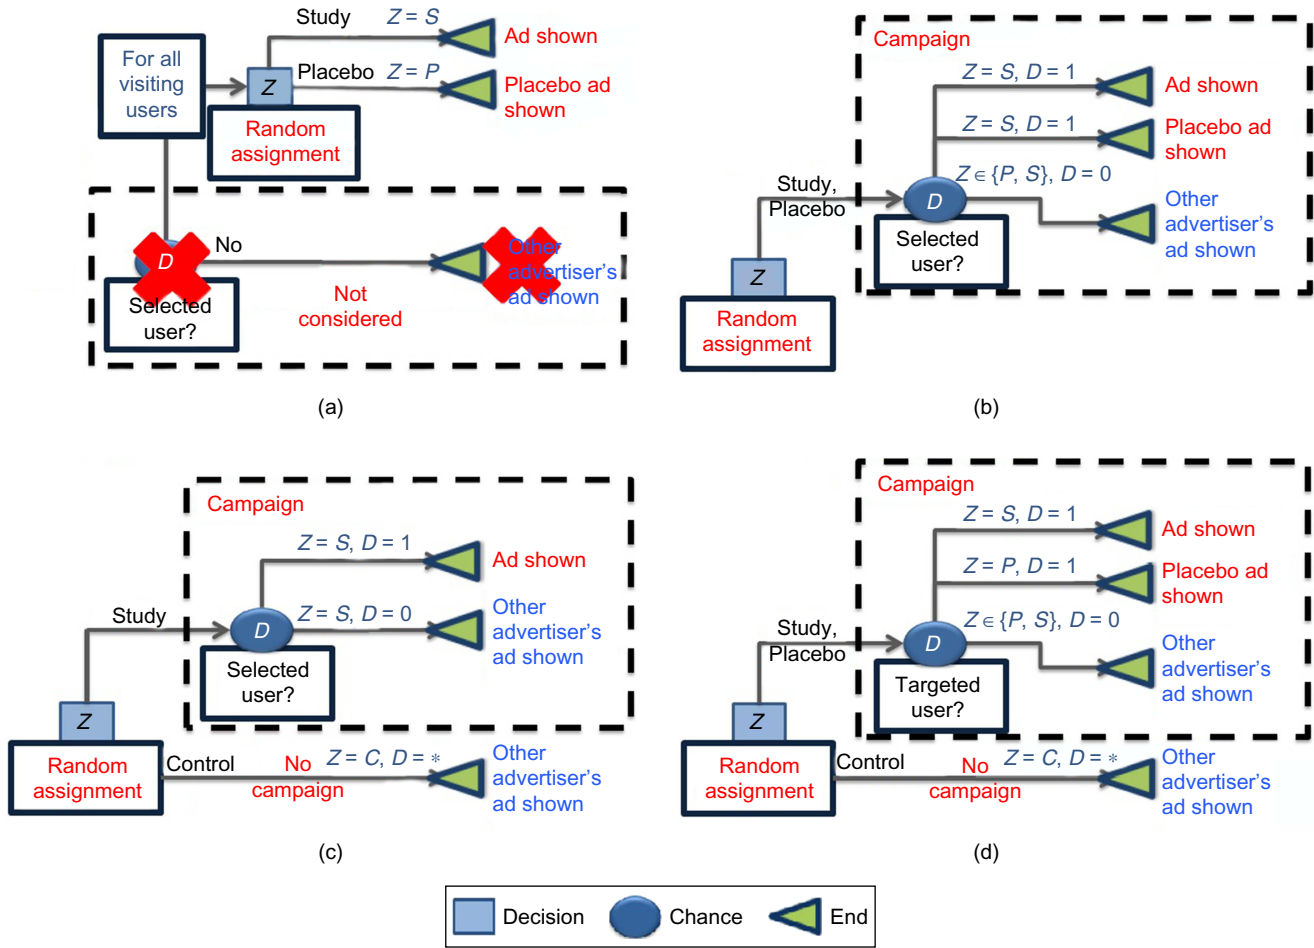 Study Z = S
Ad shown
For all
visiting
users
Z
Placebo Z = P
Placebo ad
shown
Random
assignment
D
No
Other
advertiser's
ad shown
Selected
user?
Not
considered
(a)
Campaign
Z = S, D = 1
Ad shown
Z = S, D = 1
Placebo ad
shown
Z ∈ {P, S}, D = 0
Study,
Placebo
D
Other
advertiser's
ad shown
Selected
user?
Z
Random
assignment
(b)
Campaign
Z = S, D = 1
Ad shown
Study
Z = S, D = 0
D
Other
advertiser's
ad shown
Selected
user?
Z
Random
assignment
Control
No
campaign
Z = C, D = *
Other
advertiser's
ad shown
(c)
Campaign
Z = S, D = 1
Ad shown
Z = P, D = 1
Placebo ad
shown
Z ∈ {P, S}, D = 0
Study,
Placebo
D
Other
advertiser's
ad shown
Targeted
user?
Z
Random
assignment
Control
No
campaign
Z = C, D = *
Other
advertiser's
ad shown
(d)
Decision Chance End